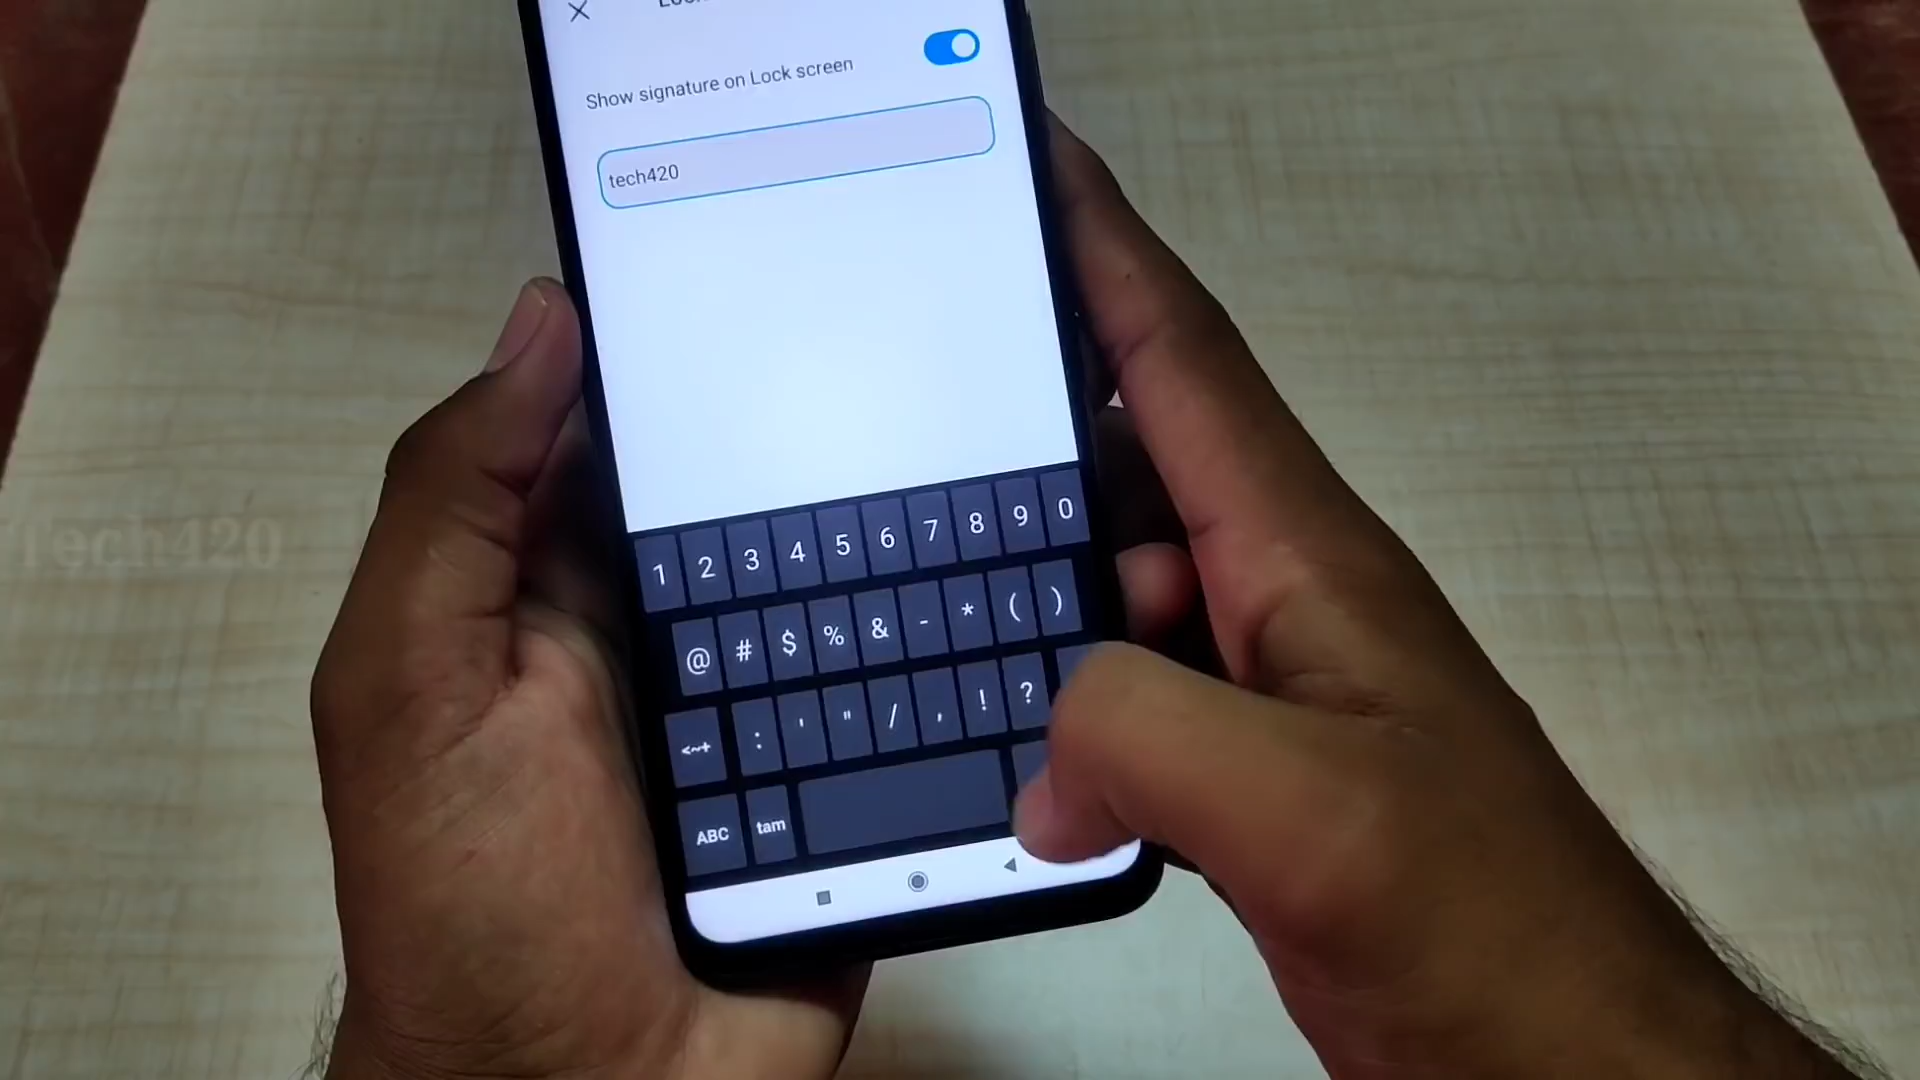 Show signature on Lock screen
tech420
Tech420
1 2 3 4 5 6 7 8 9 0
@ # $ % & - * ( )
<~+ : ' " / , ! ?
ABC tam